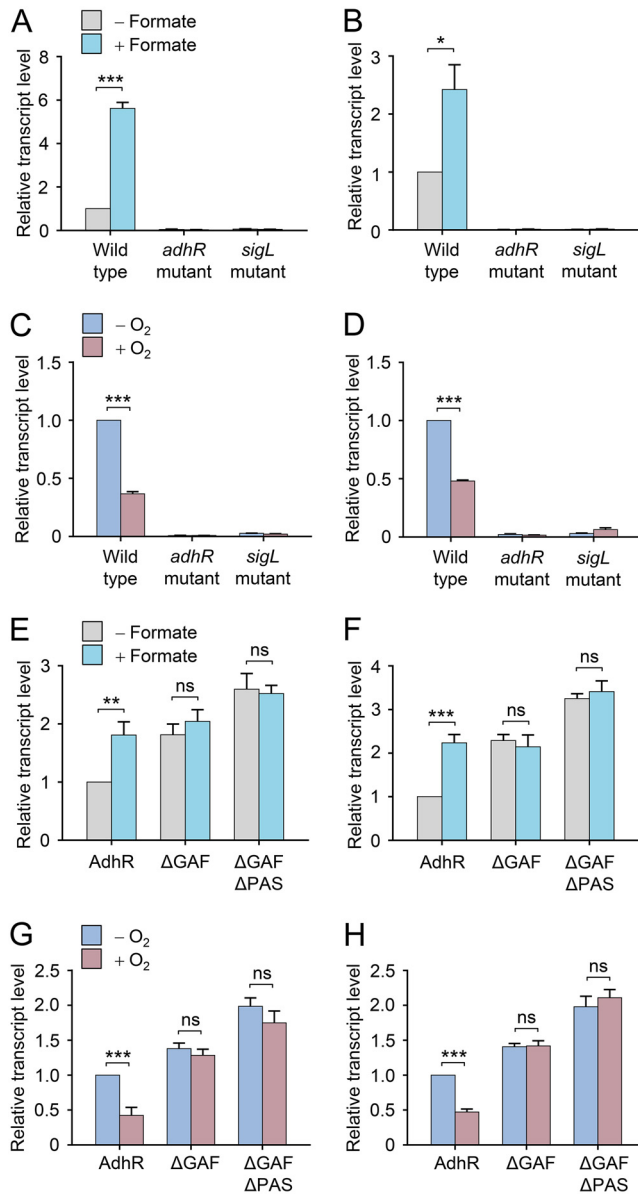 A
− Formate
+ Formate
Relative transcript level
8
6
4
2
0
***
Wild type
adhR mutant
sigL mutant
B
Relative transcript level
3
2
1
0
*
Wild type
adhR mutant
sigL mutant
C
− O₂
+ O₂
Relative transcript level
1.5
1.0
0.5
0
***
Wild type
adhR mutant
sigL mutant
D
Relative transcript level
1.5
1.0
0.5
0
***
Wild type
adhR mutant
sigL mutant
E
− Formate
+ Formate
Relative transcript level
3
2
1
0
**
ns
ns
AdhR
ΔGAF
ΔGAF ΔPAS
F
Relative transcript level
4
3
2
1
0
***
ns
ns
AdhR
ΔGAF
ΔGAF ΔPAS
G
− O₂
+ O₂
Relative transcript level
2.5
2.0
1.5
1.0
0.5
0
***
ns
ns
AdhR
ΔGAF
ΔGAF ΔPAS
H
Relative transcript level
2.5
2.0
1.5
1.0
0.5
0
***
ns
ns
AdhR
ΔGAF
ΔGAF ΔPAS